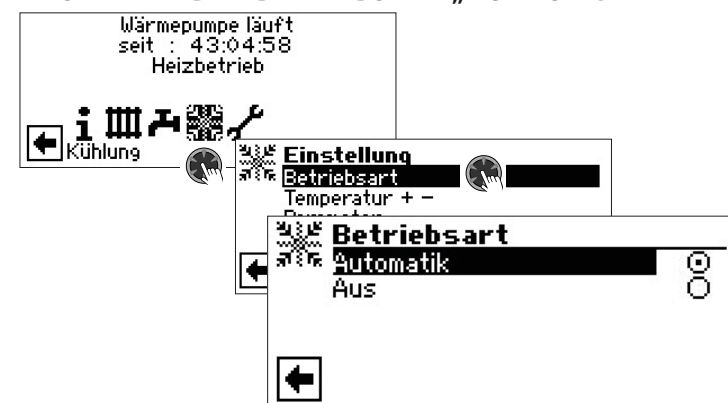 Wärmepumpe läuft
seit : 43:04:58
Heizbetrieb
Kühlung
Einstellung
Betriebsart
Temperatur + -
Betriebsart
Automatik
Aus